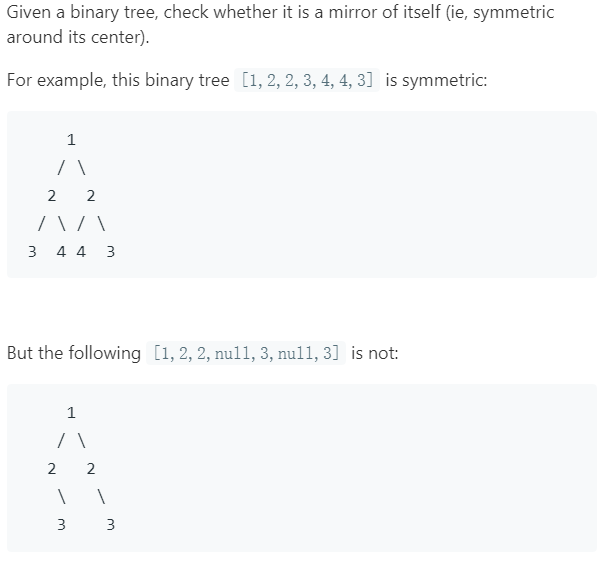 Given a binary tree, check whether it is a mirror of itself (ie, symmetric
around its center).
For example, this binary tree [1, 2, 2, 3, 4, 4, 3] is symmetric:
1
/ \
2 2
/ \ / \
3 4 4 3
But the following [1, 2, 2, null, 3, null, 3] is not:
1
/ \
2 2
\ \
3 3